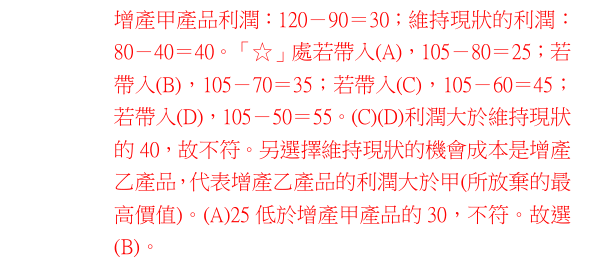 增產甲產品利潤：120－90＝30；維持現狀的利潤：
80－40＝40。「☆」處若帶入(A)，105－80＝25；若
帶入(B)，105－70＝35；若帶入(C)，105－60＝45；
若帶入(D)，105－50＝55。(C)(D)利潤大於維持現狀
的 40，故不符。另選擇維持現狀的機會成本是增產
乙產品，代表增產乙產品的利潤大於甲(所放棄的最
高價值)。(A)25 低於增產甲產品的 30，不符。故選
(B)。